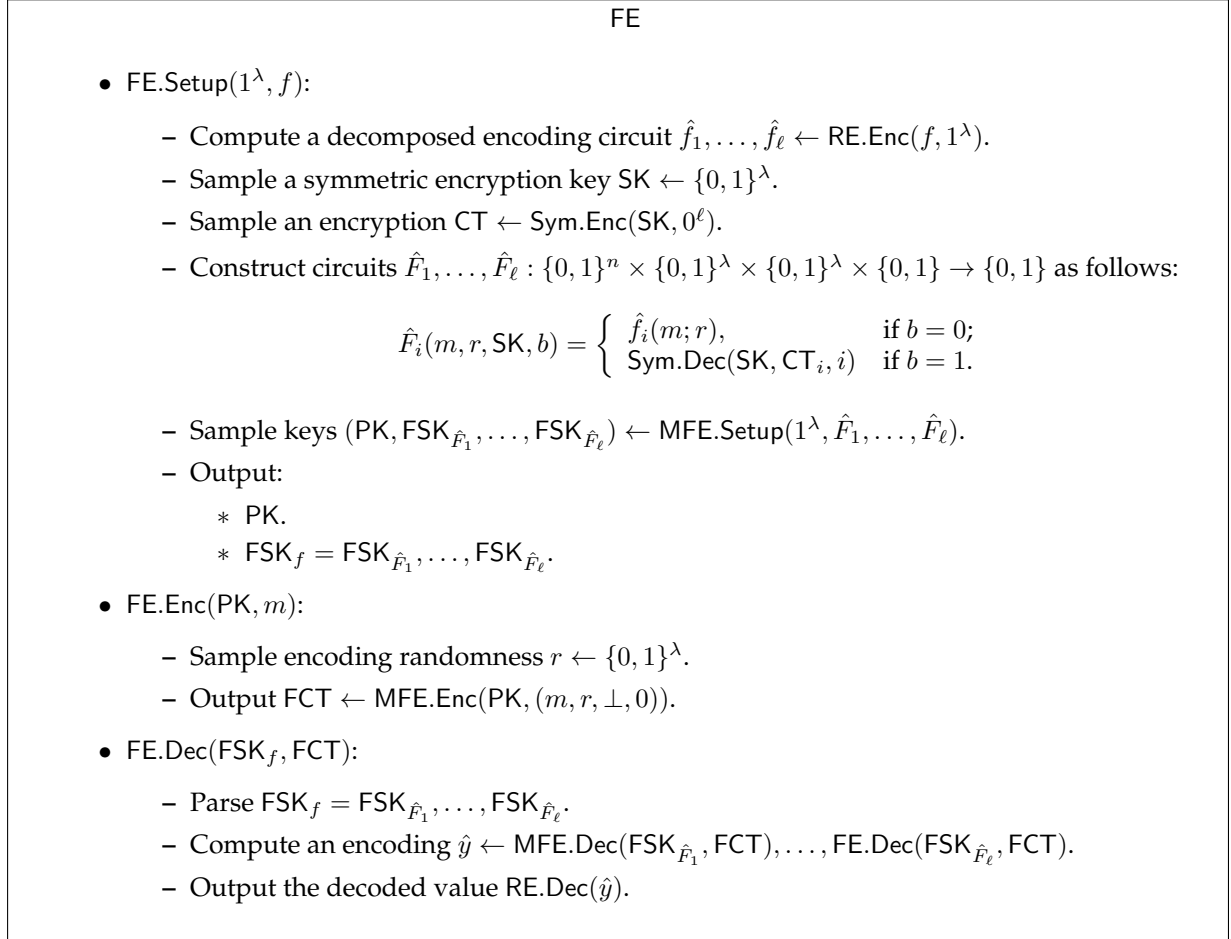 FE
• FE.Setup(1^λ, f):
– Compute a decomposed encoding circuit f̂_1, . . . , f̂_ℓ ← RE.Enc(f, 1^λ).
– Sample a symmetric encryption key SK ← {0, 1}^λ.
– Sample an encryption CT ← Sym.Enc(SK, 0^ℓ).
– Construct circuits F̂_1, . . . , F̂_ℓ : {0, 1}^n × {0, 1}^λ × {0, 1}^λ × {0, 1} → {0, 1} as follows:
F̂_i(m, r, SK, b) = { f̂_i(m; r), if b = 0;
Sym.Dec(SK, CT_i, i) if b = 1.
– Sample keys (PK, FSK_{F̂_1}, . . . , FSK_{F̂_ℓ}) ← MFE.Setup(1^λ, F̂_1, . . . , F̂_ℓ).
– Output:
∗ PK.
∗ FSK_f = FSK_{F̂_1}, . . . , FSK_{F̂_ℓ}.
• FE.Enc(PK, m):
– Sample encoding randomness r ← {0, 1}^λ.
– Output FCT ← MFE.Enc(PK, (m, r, ⊥, 0)).
• FE.Dec(FSK_f, FCT):
– Parse FSK_f = FSK_{F̂_1}, . . . , FSK_{F̂_ℓ}.
– Compute an encoding ŷ ← MFE.Dec(FSK_{F̂_1}, FCT), . . . , FE.Dec(FSK_{F̂_ℓ}, FCT).
– Output the decoded value RE.Dec(ŷ).